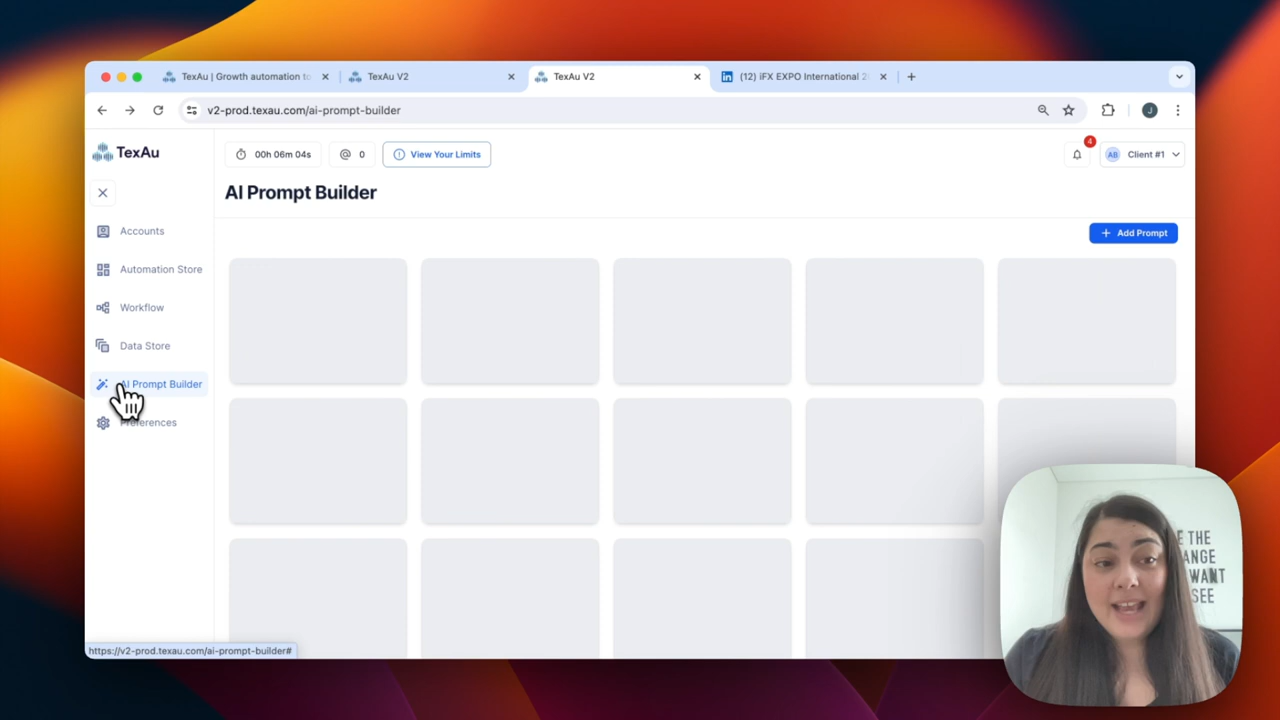 TexAu | Growth automation to
TexAu V2
TexAu V2
(12) iFX EXPO International 2
v2-prod.texau.com/ai-prompt-builder
J
TexAu
00h 06m 04s
0
View Your Limits
4
AB
Client #1
AI Prompt Builder
Add Prompt
Accounts
Automation Store
Workflow
Data Store
AI Prompt Builder
Preferences
E THE
ANGE
WANT
SEE
https://v2-prod.texau.com/ai-prompt-builder#